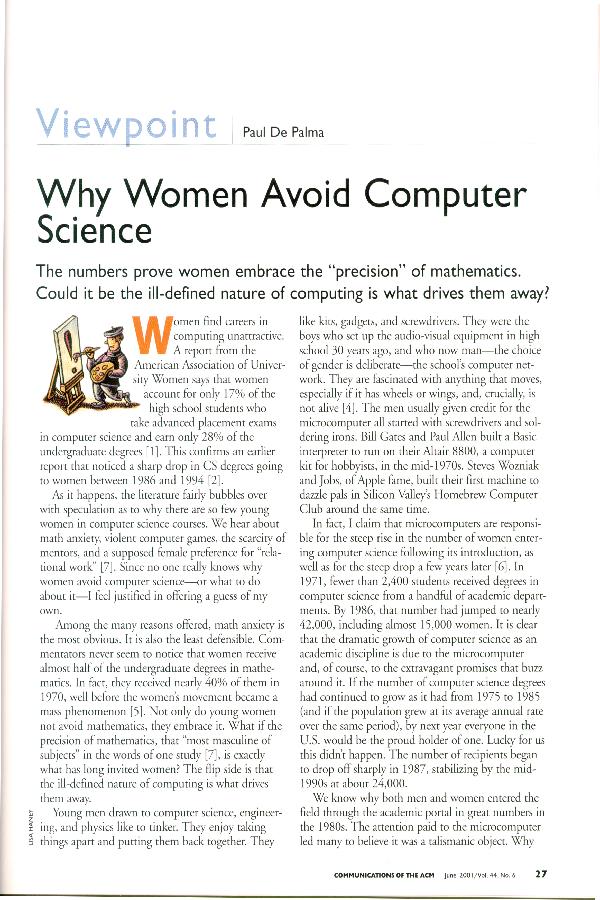 Viewpoint
Paul De Palma
Why Women Avoid Computer
Science
The numbers prove women embrace the “precision” of mathematics.
Could it be the ill-defined nature of computing is what drives them away?
Women find careers in
computing unattractive.
A report from the
American Association of Univer-
sity Women says that women
account for only 17% of the
high school students who
take advanced placement exams
in computer science and earn only 28% of the
undergraduate degrees [1]. This confirms an earlier
report that noticed a sharp drop in CS degrees going
to women between 1986 and 1994 [2].
As it happens, the literature fairly bubbles over
with speculation as to why there are so few young
women in computer science courses. We hear about
math anxiety, violent computer games, the scarcity of
mentors, and a supposed female preference for “rela-
tional work” [7]. Since no one really knows why
women avoid computer science—or what to do
about it—I feel justified in offering a guess of my
own.
Among the many reasons offered, math anxiety is
the most obvious. It is also the least defensible. Com-
mentators never seem to notice that women receive
almost half of the undergraduate degrees in mathe-
matics. In fact, they received nearly 40% of them in
1970, well before the women’s movement became a
mass phenomenon [5]. Not only do young women
not avoid mathematics, they embrace it. What if the
precision of mathematics, that “most masculine of
subjects” in the words of one study [7], is exactly
what has long invited women? The flip side is that
the ill-defined nature of computing is what drives
them away.
Young men drawn to computer science, engineer-
ing, and physics like to tinker. They enjoy taking
things apart and putting them back together. They
like kits, gadgets, and screwdrivers. They were the
boys who set up the audio-visual equipment in high
school 30 years ago, and who now man—the choice
of gender is deliberate—the school’s computer net-
work. They are fascinated with anything that moves,
especially if it has wheels or wings, and, crucially, is
not alive [4]. The men usually given credit for the
microcomputer all started with screwdrivers and sol-
dering irons. Bill Gates and Paul Allen built a Basic
interpreter to run on their Altair 8800, a computer
kit for hobbyists, in the mid-1970s. Steves Wozniak
and Jobs, of Apple fame, built their first machine to
dazzle pals in Silicon Valley’s Homebrew Computer
Club around the same time.
In fact, I claim that microcomputers are responsi-
ble for the steep rise in the number of women enter-
ing computer science following its introduction, as
well as for the steep drop a few years later [6]. In
1971, fewer than 2,400 students received degrees in
computer science from a handful of academic depart-
ments. By 1986, that number had jumped to nearly
42,000, including almost 15,000 women. It is clear
that the dramatic growth of computer science as an
academic discipline is due to the microcomputer
and, of course, to the extravagant promises that buzz
around it. If the number of computer science degrees
had continued to grow as it had from 1975 to 1985
(and if the population grew at its average annual rate
over the same period), by next year everyone in the
U.S. would be the proud holder of one. Lucky for us
this didn’t happen. The number of recipients began
to drop off sharply in 1987, stabilizing by the mid-
1990s at about 24,000.
We know why both men and women entered the
field through the academic portal in great numbers in
the 1980s. The attention paid to the microcomputer
led many to believe it was a talismanic object. Why
LISA HANEY
COMMUNICATIONS OF THE ACM June 2001/Vol. 44, No. 6 27